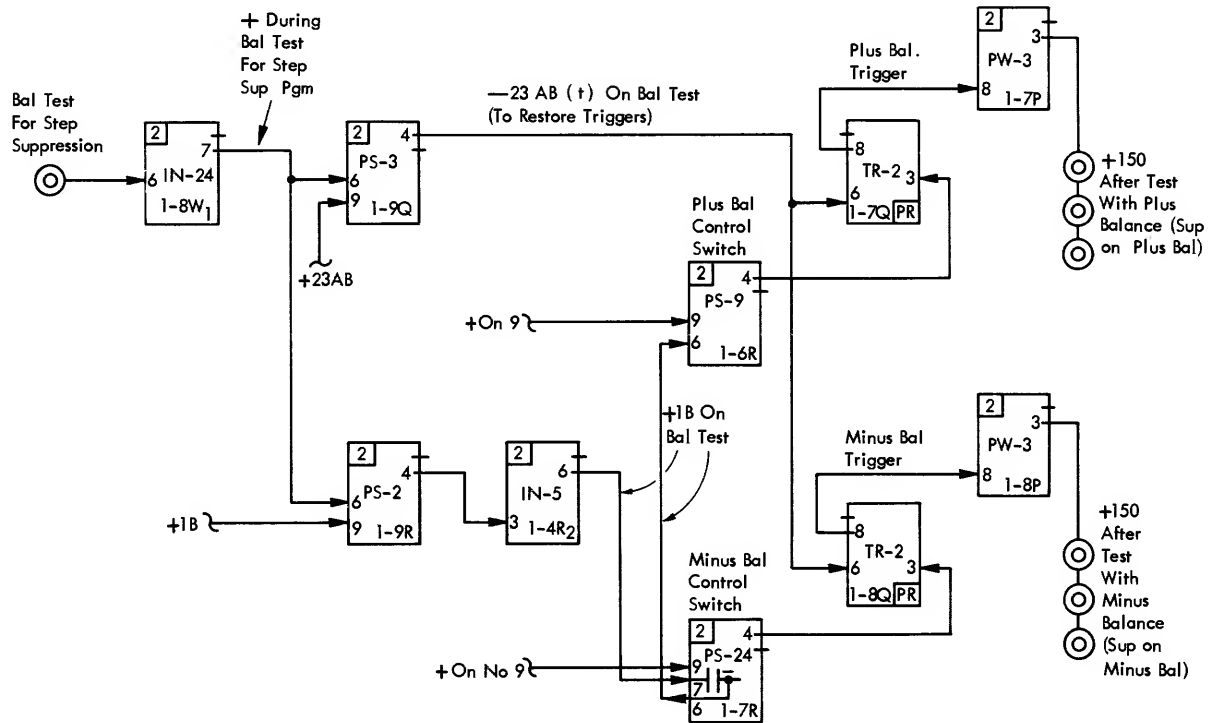 + During
Bal Test
For Step
Sup Pgm
Bal Test
For Step
Suppression
2
7
6 IN-24
1-8W1
—23 AB (t) On Bal Test
(To Restore Triggers)
2
4
PS-3
6
9
1-9Q
+23AB
Plus Bal.
Trigger
8
TR-2
6
3
1-7Q PR
2
3
PW-3
8
1-7P
+150
After Test
With Plus
Balance (Sup
on Plus Bal)
Plus Bal
Control
Switch
2
4
PS-9
9
6
1-6R
+On 9
+1B On
Bal Test
2
4
PS-2
6
9
1-9R
+1B
2
6
IN-5
3
1-4R2
Minus Bal
Trigger
8
TR-2
6
3
1-8Q PR
2
3
PW-3
8
1-8P
+150
After
Test
With
Minus
Balance
(Sup on
Minus Bal)
Minus Bal
Control
Switch
2
4
PS-24
9
7
6
1-7R
+On No 9